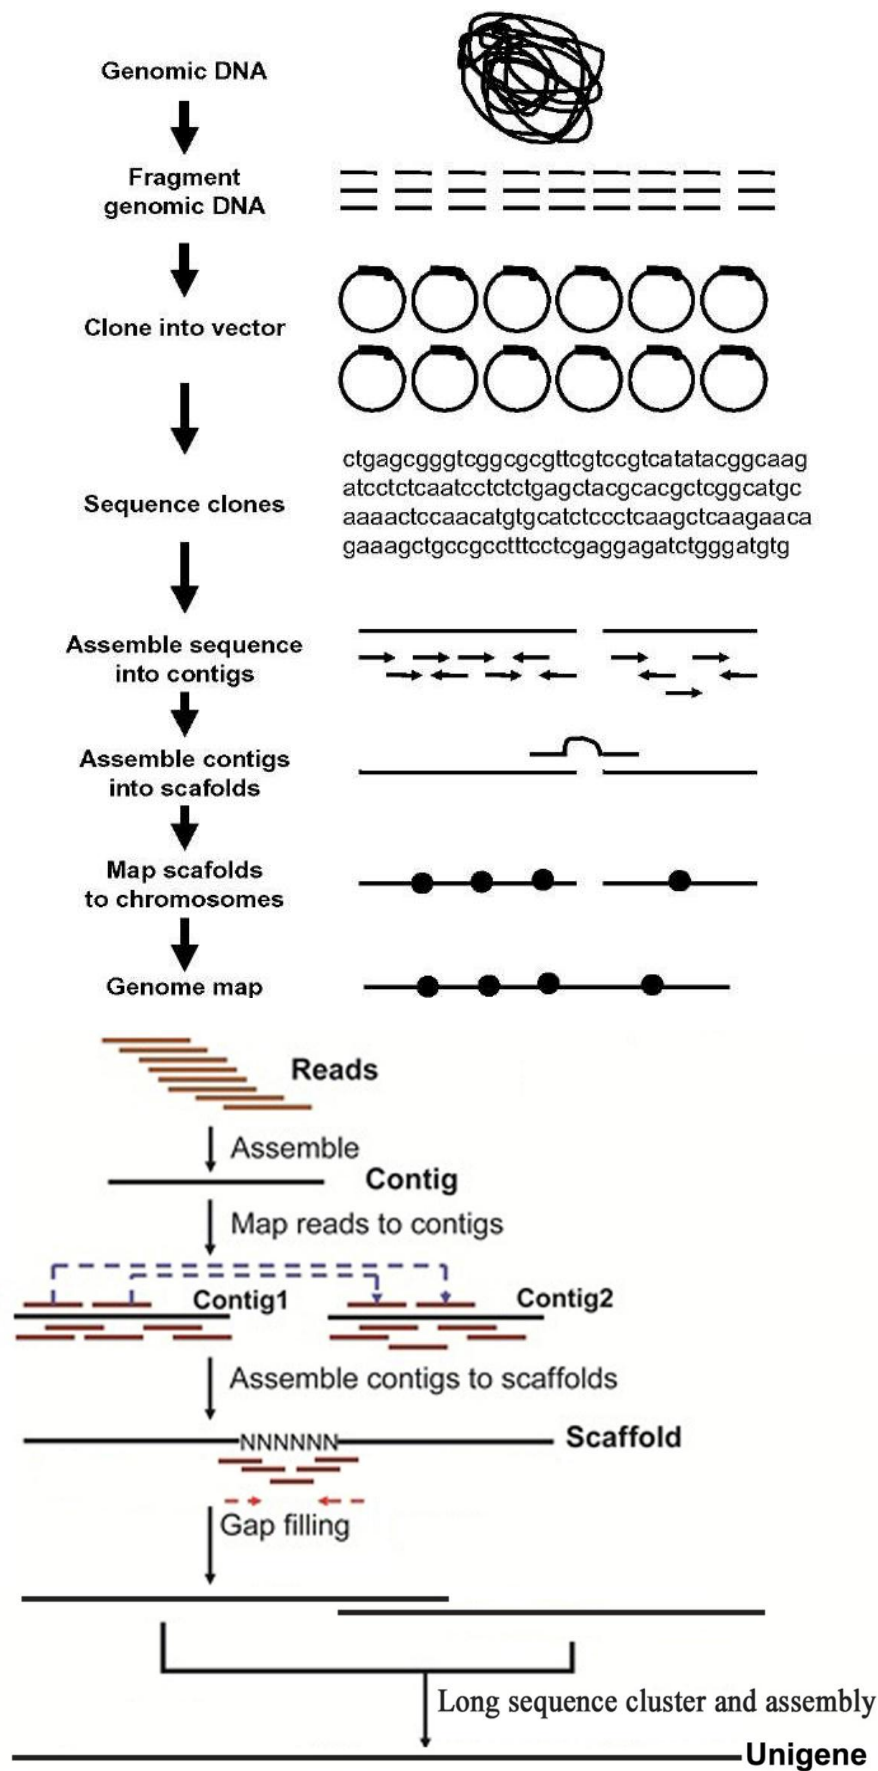 Genomic DNA
Fragment
genomic DNA
Clone into vector
Sequence clones
ctgagcgggtcggcgcgttcgtccgtcatatacggcaag
atcctctcaatcctctctgagctacgcacgctcggcatgc
aaaactccaacatgtgcatctccctcaagctcaagaaca
gaaagctgccgcctttcctcgaggagatctgggatgtg
Assemble sequence
into contigs
Assemble contigs
into scafolds
Map scafolds
to chromosomes
Genome map
Reads
Assemble
Contig
Map reads to contigs
Contig1
Contig2
Assemble contigs to scaffolds
NNNNNNN
Scaffold
Gap filling
Long sequence cluster and assembly
Unigene